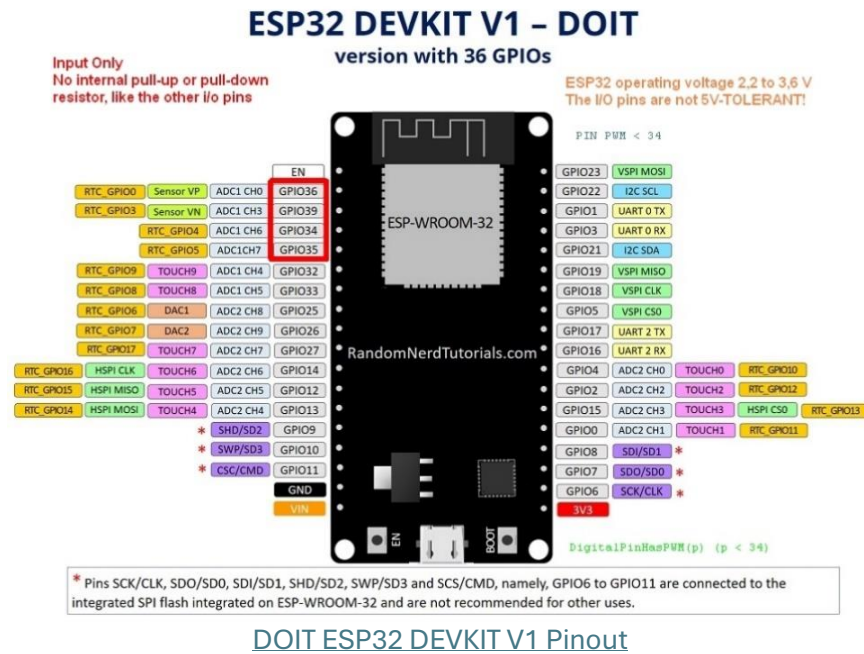 ESP32 DEVKIT V1 – DOIT
version with 36 GPIOs
Input Only
No internal pull-up or pull-down
resistor, like the other i/o pins
ESP32 operating voltage 2,2 to 3,6 V
The I/O pins are not 5V-TOLERANT!
PIN PWM < 34
EN
RTC_GPIO0 Sensor VP ADC1 CH0 GPIO36
RTC_GPIO3 Sensor VN ADC1 CH3 GPIO39
RTC_GPIO4 ADC1 CH6 GPIO34
RTC_GPIO5 ADC1CH7 GPIO35
RTC_GPIO9 TOUCH9 ADC1 CH4 GPIO32
RTC_GPIO8 TOUCH8 ADC1 CH5 GPIO33
RTC_GPIO6 DAC1 ADC2 CH8 GPIO25
RTC_GPIO7 DAC2 ADC2 CH9 GPIO26
RTC_GPIO17 TOUCH7 ADC2 CH7 GPIO27
RTC_GPIO16 HSPI CLK TOUCH6 ADC2 CH6 GPIO14
RTC_GPIO15 HSPI MISO TOUCH5 ADC2 CH5 GPIO12
RTC_GPIO14 HSPI MOSI TOUCH4 ADC2 CH4 GPIO13
* SHD/SD2 GPIO9
* SWP/SD3 GPIO10
* CSC/CMD GPIO11
GND
VIN
ESP-WROOM-32
RandomNerdTutorials.com
EN
BOOT
GPIO23 VSPI MOSI
GPIO22 I2C SCL
GPIO1 UART 0 TX
GPIO3 UART 0 RX
GPIO21 I2C SDA
GPIO19 VSPI MISO
GPIO18 VSPI CLK
GPIO5 VSPI CS0
GPIO17 UART 2 TX
GPIO16 UART 2 RX
GPIO4 ADC2 CH0 TOUCH0 RTC_GPIO10
GPIO2 ADC2 CH2 TOUCH2 RTC_GPIO12
GPIO15 ADC2 CH3 TOUCH3 HSPI CS0 RTC_GPIO13
GPIO0 ADC2 CH1 TOUCH1 RTC_GPIO11
GPIO8 SDI/SD1 *
GPIO7 SDO/SD0 *
GPIO6 SCK/CLK *
3V3
DigitalPinHasPWM(p) (p < 34)
* Pins SCK/CLK, SDO/SD0, SDI/SD1, SHD/SD2, SWP/SD3 and SCS/CMD, namely, GPIO6 to GPIO11 are connected to the
integrated SPI flash integrated on ESP-WROOM-32 and are not recommended for other uses.
DOIT ESP32 DEVKIT V1 Pinout